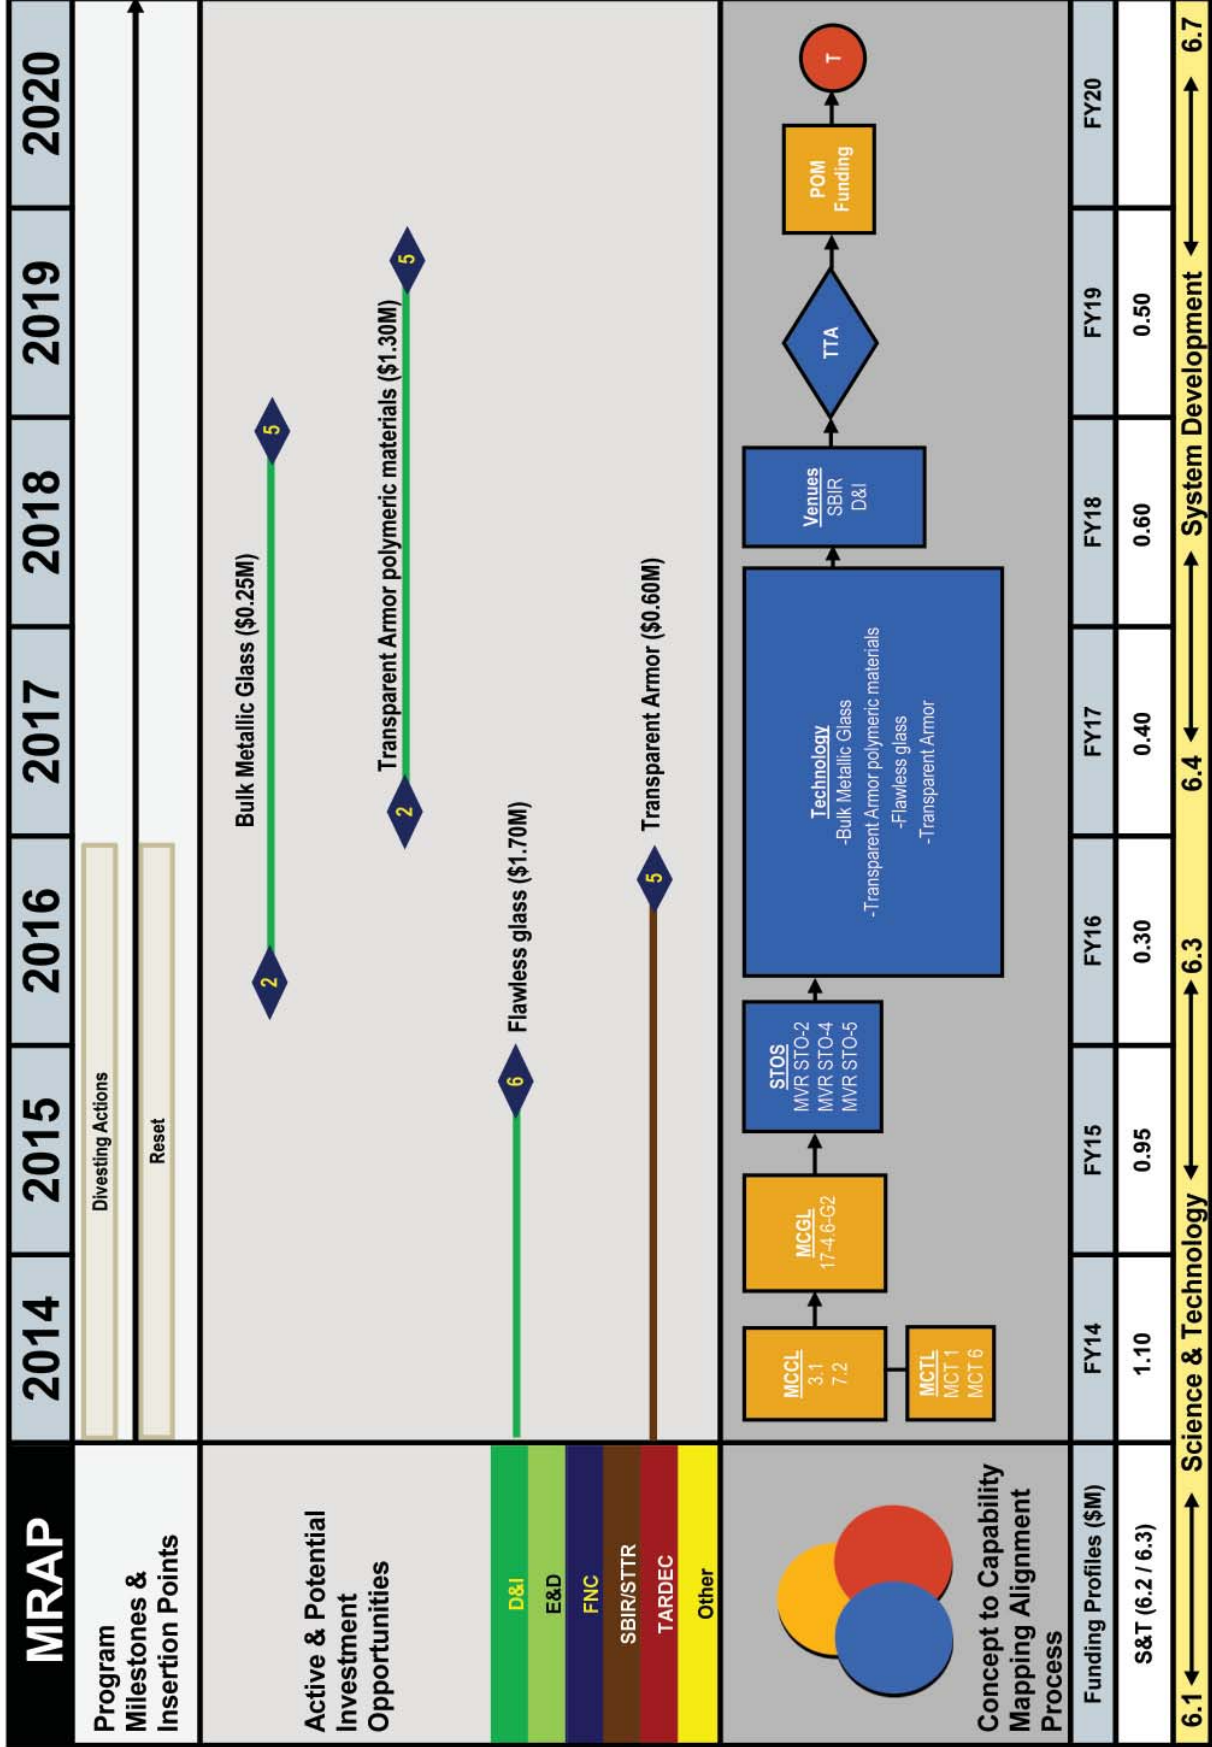 MRAP
2014
2015
2016
2017
2018
2019
2020
Program
Milestones &
Insertion Points
Divesting Actions
Reset
Active & Potential
Investment
Opportunities
D&I
E&D
FNC
SBIR/STTR
TARDEC
Other
Bulk Metallic Glass ($0.25M)
2
5
Transparent Armor polymeric materials ($1.30M)
2
5
6
Flawless glass ($1.70M)
5
Transparent Armor ($0.60M)
Concept to Capability
Mapping Alignment
Process
MCCL
3.1
7.2
MCTL
MCT 1
MCT 6
MCGL
17-4.6-G2
STOS
MVR STO-2
MVR STO-4
MVR STO-5
Technology
-Bulk Metallic Glass
-Transparent Armor polymeric materials
-Flawless glass
-Transparent Armor
Venues
SBIR
D&I
TTA
POM
Funding
T
Funding Profiles ($M)
FY14
FY15
FY16
FY17
FY18
FY19
FY20
S&T (6.2 / 6.3)
1.10
0.95
0.30
0.40
0.60
0.50
6.1
Science & Technology
6.3
6.4
System Development
6.7